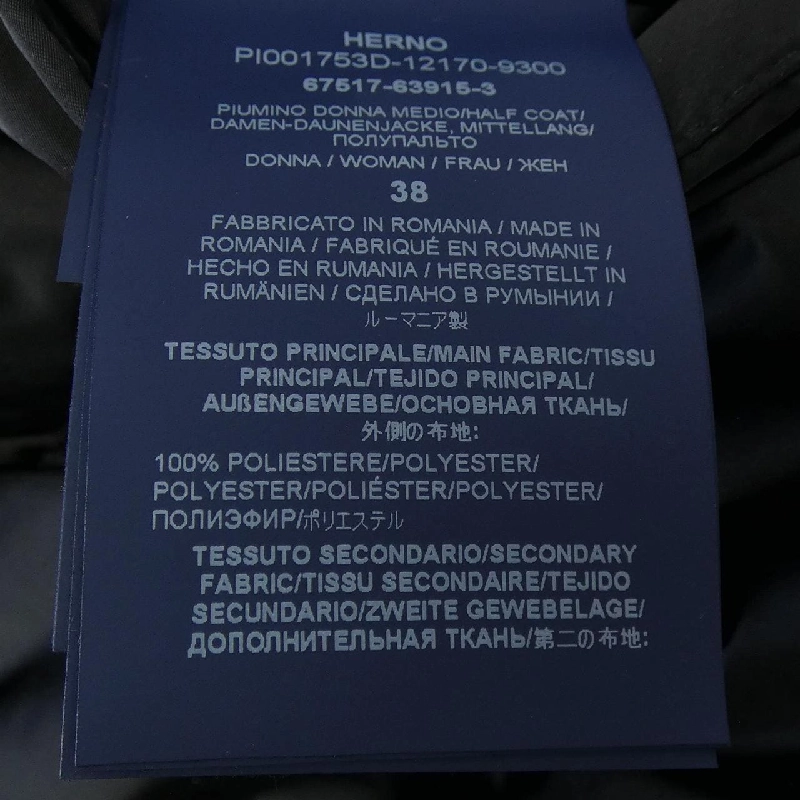 HERNO
PI001753D-12170-9300
67517-63915-3
PIUMINO DONNA MEDIO/HALF COAT/
DAMEN-DAUNENJACKE, MITTELLANG/
ПОЛУПАЛЬТО
DONNA / WOMAN / FRAU / ЖЕН
38
FABBRICATO IN ROMANIA / MADE IN
ROMANIA / FABRIQUÉ EN ROUMANIE /
HECHO EN RUMANIA / HERGESTELLT IN
RUMÄNIEN / СДЕЛАНО В РУМЫНИИ /
ルーマニア製
TESSUTO PRINCIPALE/MAIN FABRIC/TISSU
PRINCIPAL/TEJIDO PRINCIPAL/
AUßENGEWEBE/ОСНОВНАЯ ТКАНЬ/
外側の布地:
100% POLIESTERE/POLYESTER/
POLYESTER/POLIÉSTER/POLYESTER/
ПОЛИЭФИР/ポリエステル
TESSUTO SECONDARIO/SECONDARY
FABRIC/TISSU SECONDAIRE/TEJIDO
SECUNDARIO/ZWEITE GEWEBELAGE/
ДОПОЛНИТЕЛЬНАЯ ТКАНЬ/第二の布地: